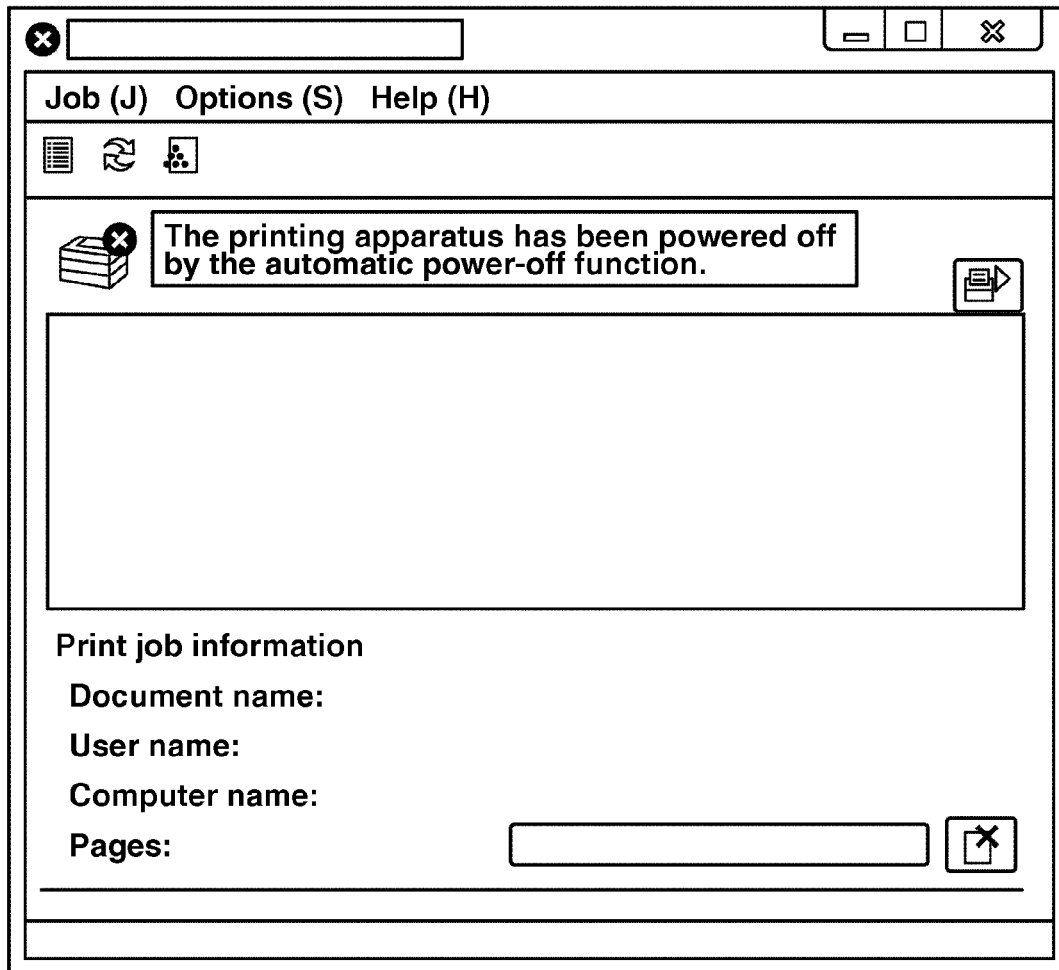 Job (J) Options (S) Help (H)
The printing apparatus has been powered off
by the automatic power-off function.
Print job information
Document name:
User name:
Computer name:
Pages: